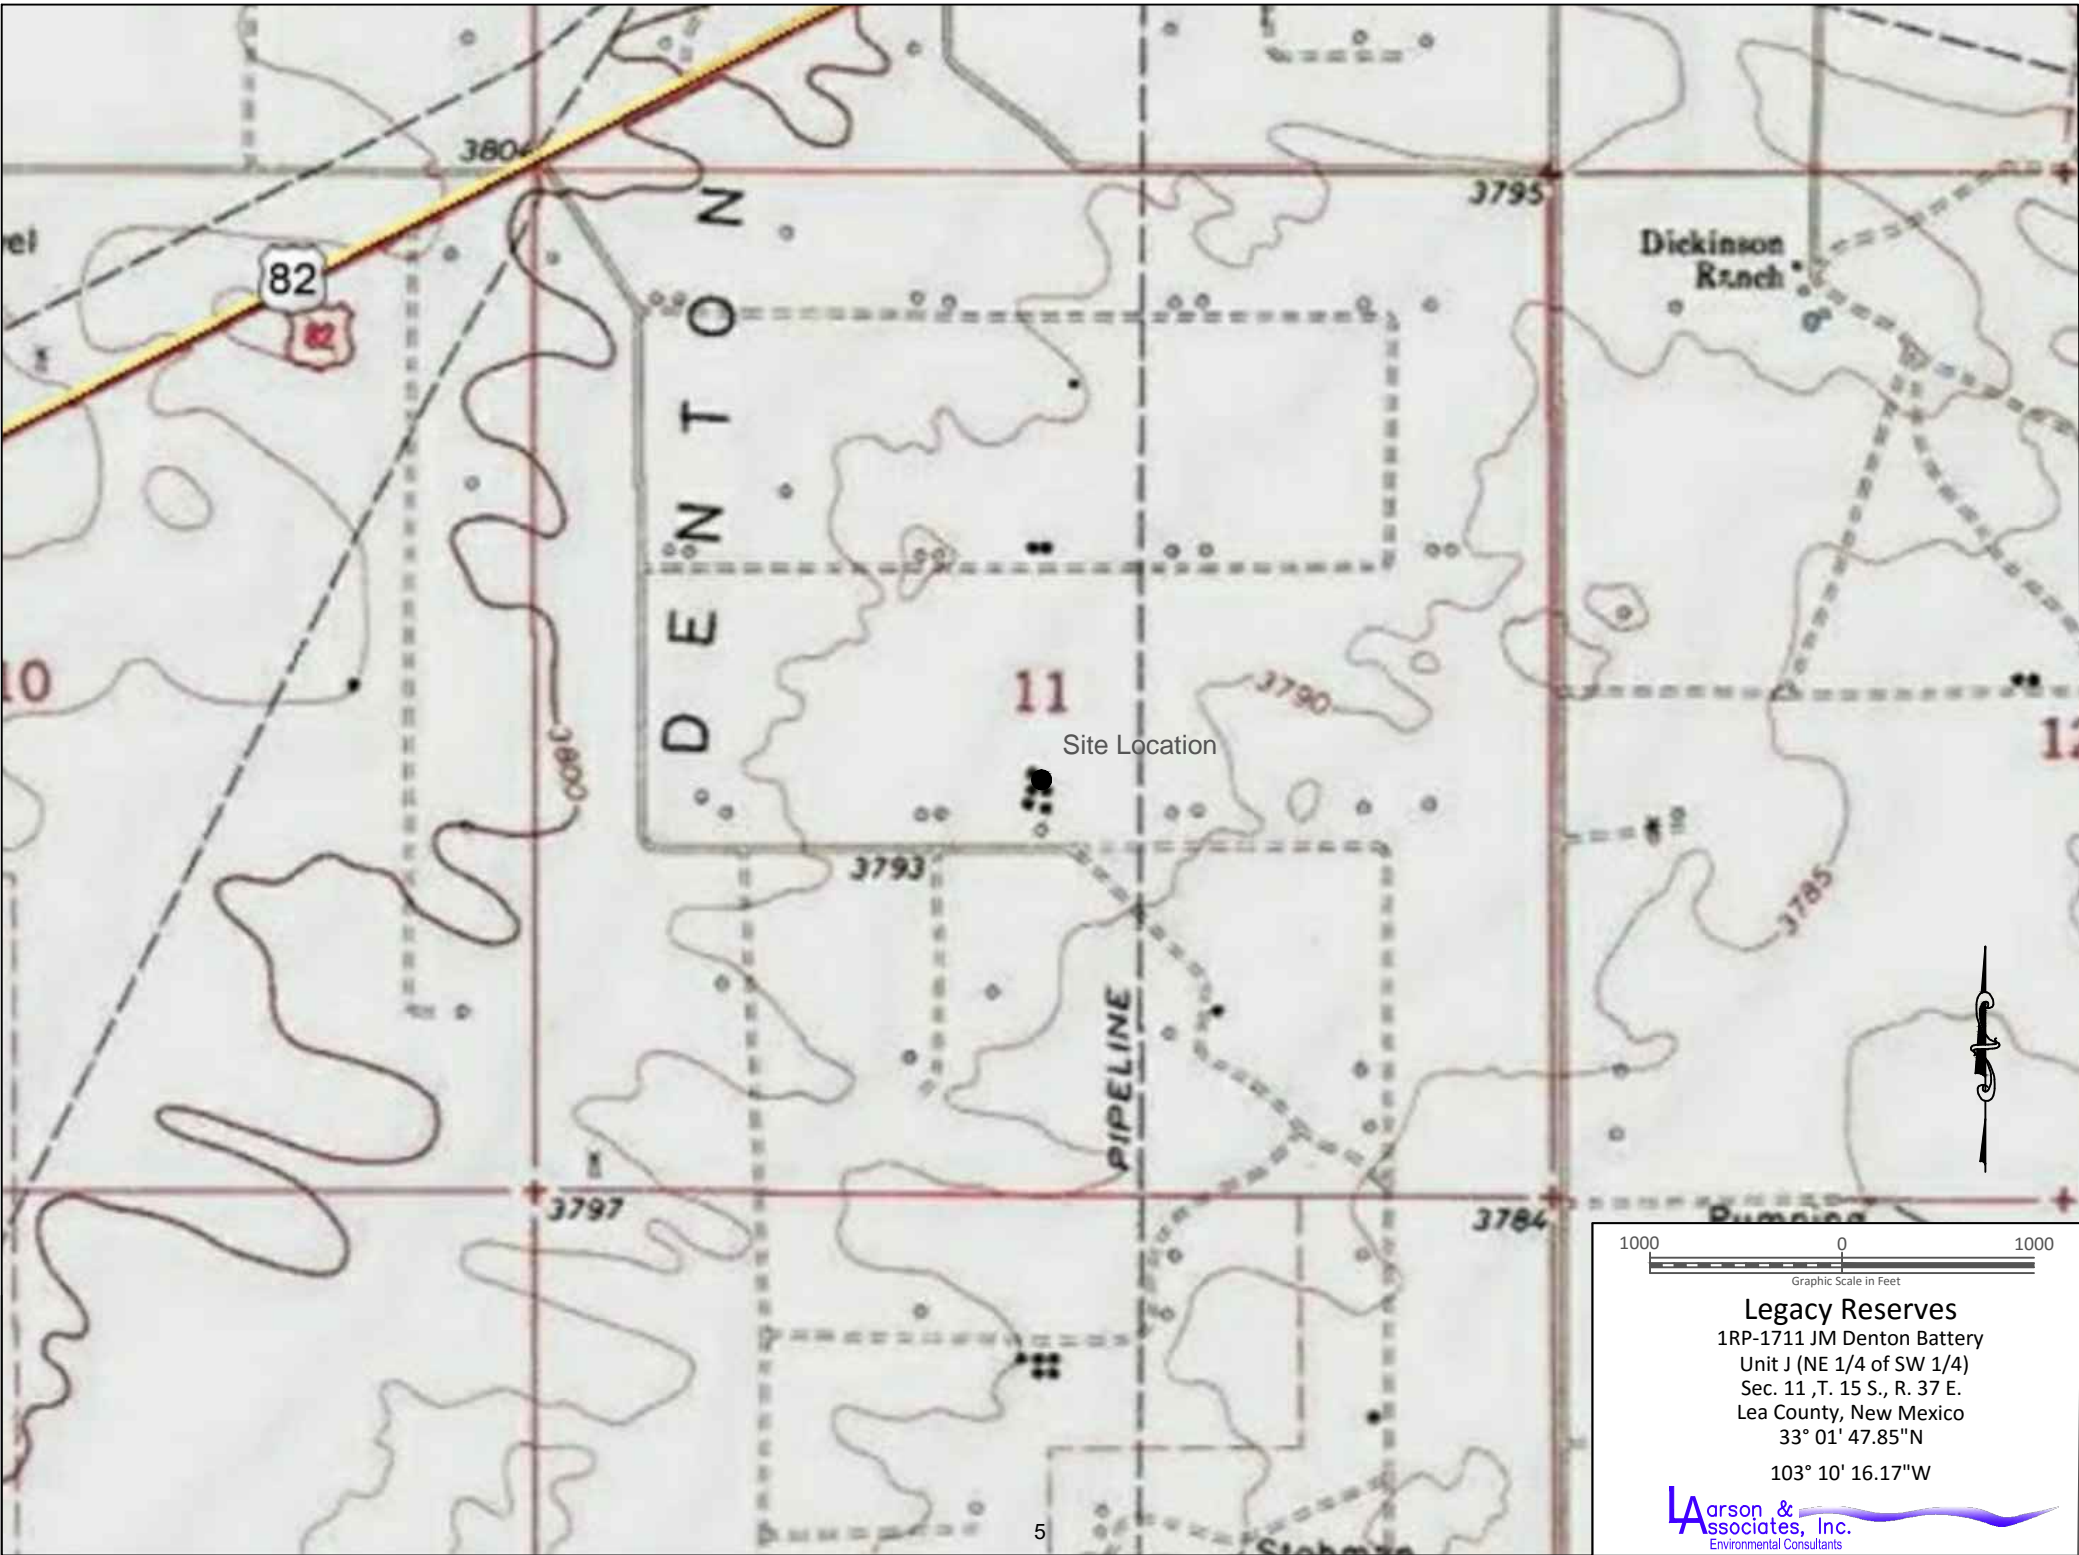 3795
vel
82
82
Dickinson
Ranch
DENTON
10
11
12
3790
Site Location
3800
3793
3785
PIPELINE
3797
3784
1000 0 1000
Graphic Scale in Feet
Legacy Reserves
1RP-1711 JM Denton Battery
Unit J (NE 1/4 of SW 1/4)
Sec. 11 ,T. 15 S., R. 37 E.
Lea County, New Mexico
33° 01' 47.85"N
103° 10' 16.17"W
Larson &
Associates, Inc.
Environmental Consultants
5